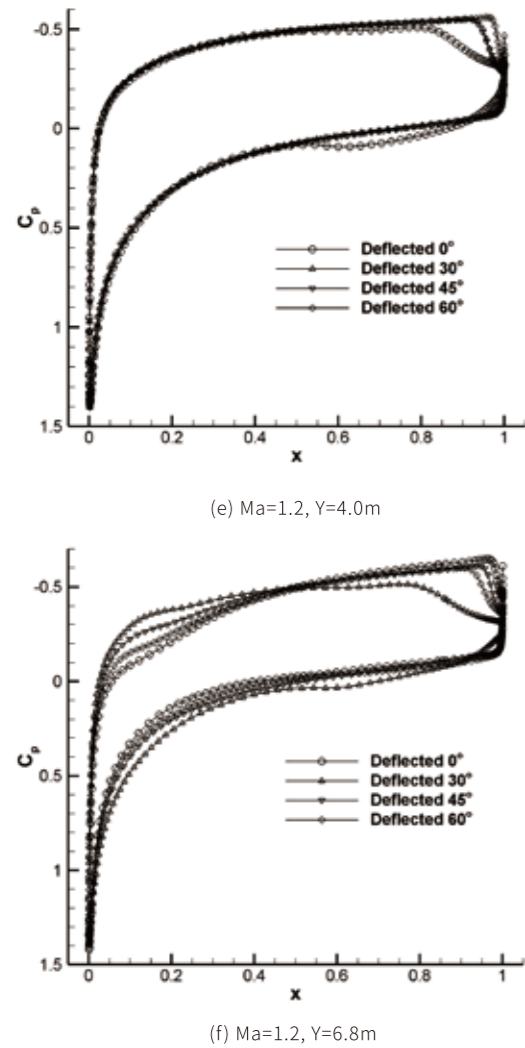 -0.5
0
0.5
1
1.5
C_p
Deflected 0°
Deflected 30°
Deflected 45°
Deflected 60°
0 0.2 0.4 0.6 0.8 1
x
(e) Ma=1.2, Y=4.0m
-0.5
0
0.5
1
1.5
C_p
Deflected 0°
Deflected 30°
Deflected 45°
Deflected 60°
0 0.2 0.4 0.6 0.8 1
x
(f) Ma=1.2, Y=6.8m